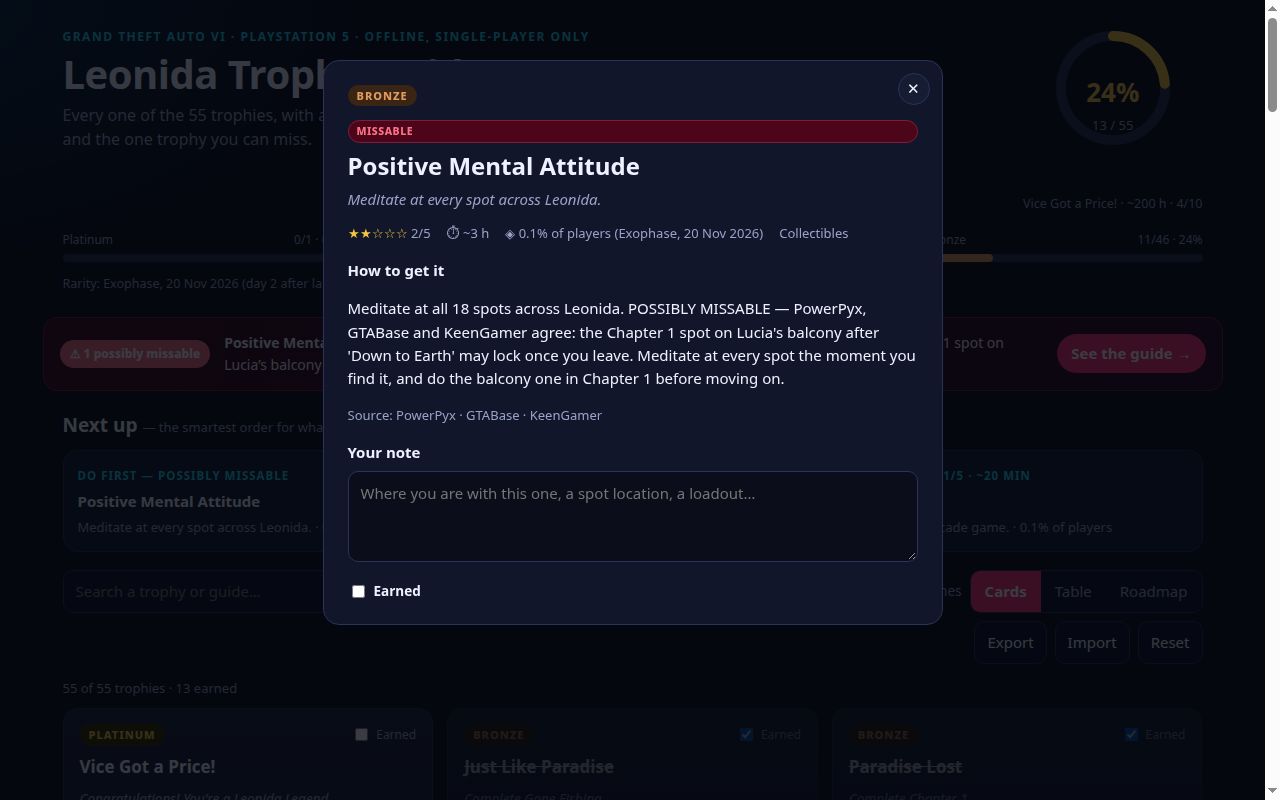 GRAND THEFT AUTO VI · PLAYSTATION 5 · OFFLINE, SINGLE-PLAYER ONLY
Leonida Troph
Every one of the 55 trophies, with a
and the one trophy you can miss.
24%
13 / 55
Vice Got a Price! · ~200 h · 4/10
Platinum
0/1 ·
onze
11/46 · 24%
Rarity: Exophase, 20 Nov 2026 (day 2 after la
⚠ 1 possibly missable
Positive Menta
1 spot on
Lucia's balcony
See the guide →
Next up — the smartest order for wha
DO FIRST — POSSIBLY MISSABLE
1/5 · ~20 MIN
Positive Mental Attitude
Meditate at every spot across Leonida. ·
cade game. · 0.1% of players
Search a trophy or guide...
nes
Cards
Table
Roadmap
Export
Import
Reset
55 of 55 trophies · 13 earned
PLATINUM
Earned
BRONZE
Earned
BRONZE
Earned
Vice Got a Price!
Just Like Paradise
Paradise Lost
Congratulations! You're a Leonida Legend.
Complete Gone Fishing.
Complete Chapter 1.
BRONZE
✕
MISSABLE
Positive Mental Attitude
Meditate at every spot across Leonida.
★★☆☆☆ 2/5
⏱ ~3 h
◈ 0.1% of players (Exophase, 20 Nov 2026)
Collectibles
How to get it
Meditate at all 18 spots across Leonida. POSSIBLY MISSABLE — PowerPyx,
GTABase and KeenGamer agree: the Chapter 1 spot on Lucia's balcony after
'Down to Earth' may lock once you leave. Meditate at every spot the moment you
find it, and do the balcony one in Chapter 1 before moving on.
Source: PowerPyx · GTABase · KeenGamer
Your note
Where you are with this one, a spot location, a loadout...
Earned